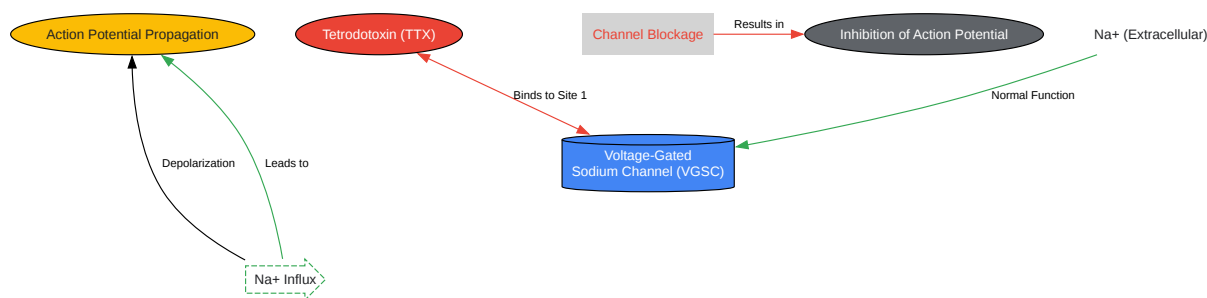 Action Potential Propagation
Tetrodotoxin (TTX)
Channel Blockage
Results in
Inhibition of Action Potential
Na+ (Extracellular)
Binds to Site 1
Normal Function
Voltage-Gated
Sodium Channel (VGSC)
Depolarization
Leads to
Na+ Influx